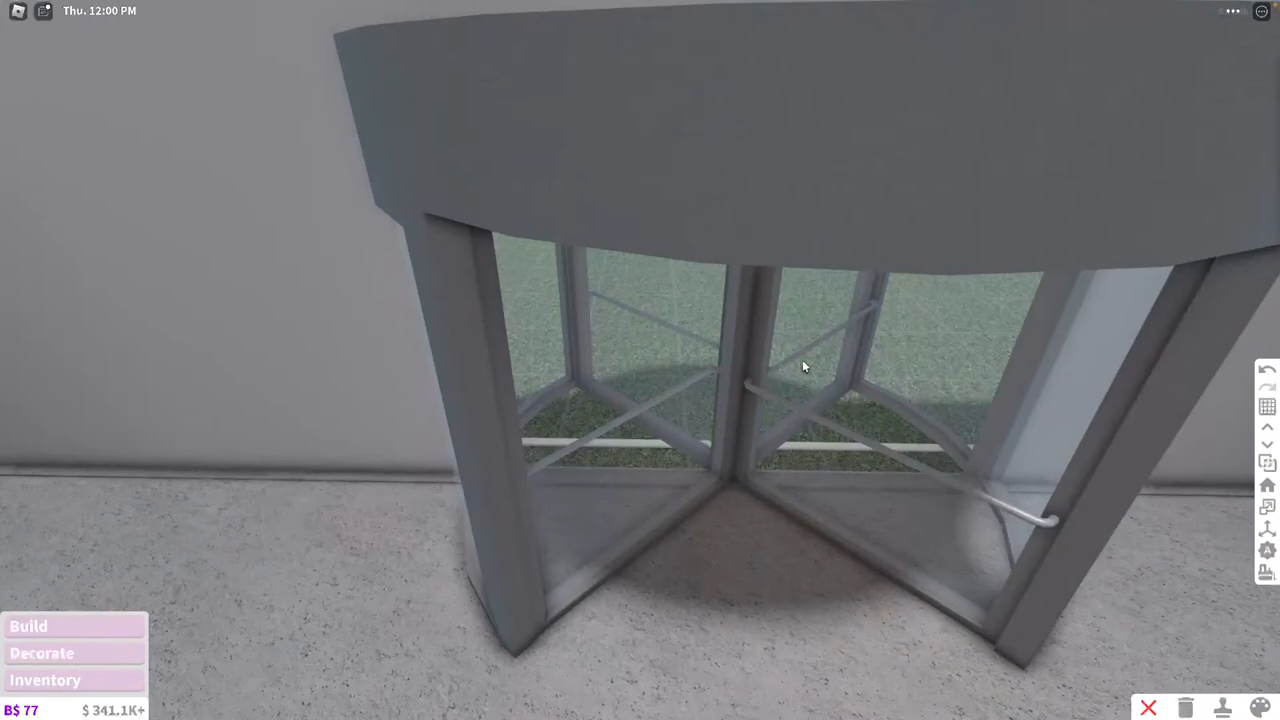 Thu. 12:00 PM
Build
Decorate
Inventory
B$ 77 $ 341.1K+